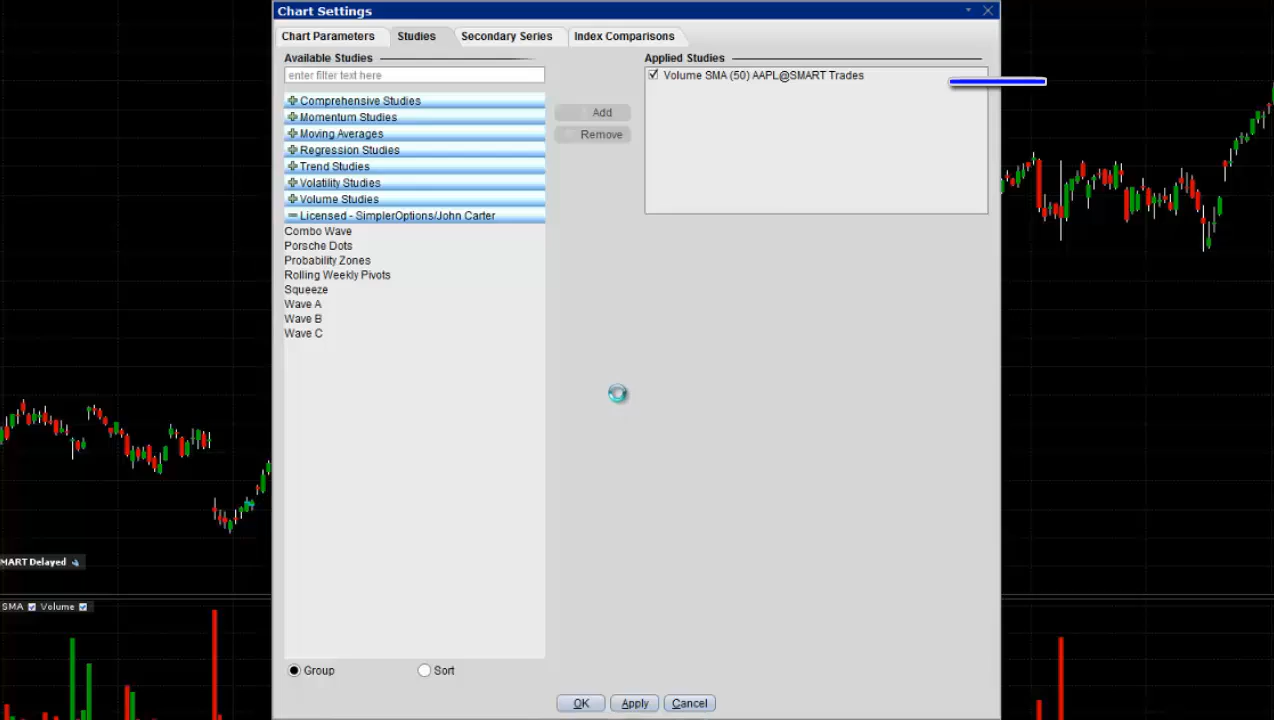 Chart Settings
Chart Parameters Studies Secondary Series Index Comparisons
Available Studies Applied Studies
enter filter text here
Volume SMA (50) AAPL@SMART Trades
Comprehensive Studies
Momentum Studies
Moving Averages
Regression Studies
Trend Studies
Volatility Studies
Volume Studies
Licensed - SimplerOptions/John Carter
Combo Wave
Porsche Dots
Probability Zones
Rolling Weekly Pivots
Squeeze
Wave A
Wave B
Wave C
Add
Remove
MART Delayed
SMA Volume
Group Sort
OK Apply Cancel